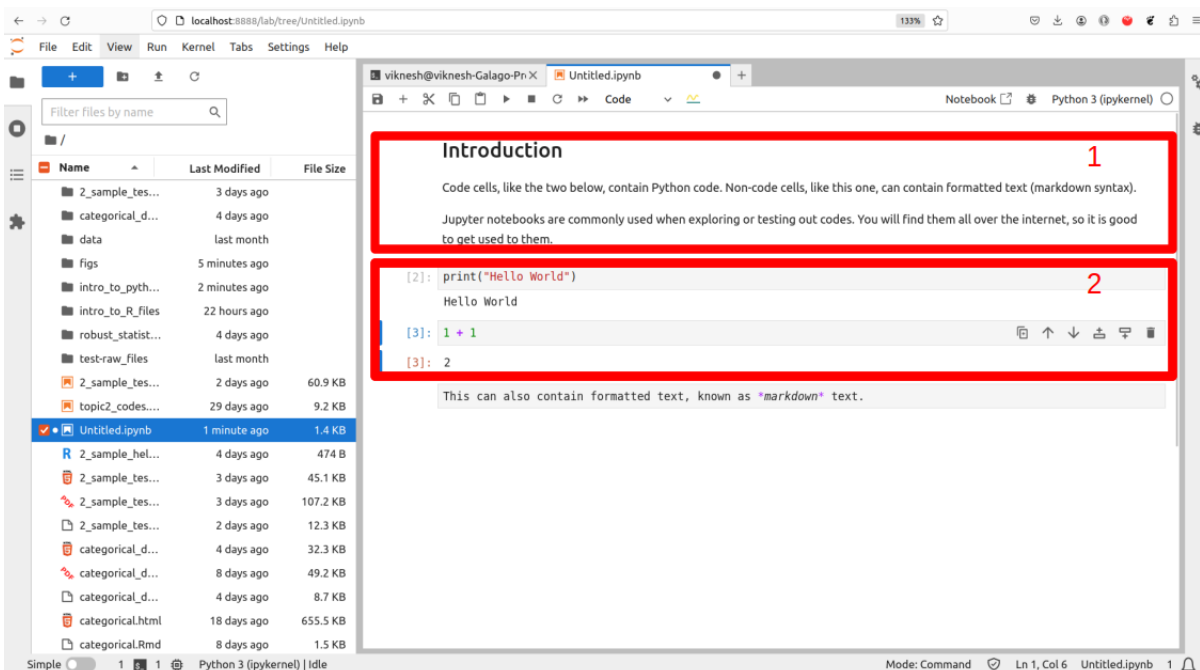 localhost:8888/lab/tree/Untitled.ipynb
133%
File Edit View Run Kernel Tabs Settings Help
viknesh@viknesh-Galago-Pr
Untitled.ipynb
+
Filter files by name
Code
Notebook
Python 3 (ipykernel)
/
Name Last Modified File Size
2_sample_tes... 3 days ago
categorical_d... 4 days ago
data last month
figs 5 minutes ago
intro_to_pyth... 2 minutes ago
intro_to_R_files 22 hours ago
robust_statist... 4 days ago
test-raw_files last month
2_sample_tes... 2 days ago 60.9 KB
topic2_codes.... 29 days ago 9.2 KB
Untitled.ipynb 1 minute ago 1.4 KB
R 2_sample_hel... 4 days ago 474 B
2_sample_tes... 3 days ago 45.1 KB
2_sample_tes... 3 days ago 107.2 KB
2_sample_tes... 2 days ago 12.3 KB
categorical_d... 4 days ago 32.3 KB
categorical_d... 8 days ago 49.2 KB
categorical_d... 4 days ago 8.7 KB
categorical.html 18 days ago 655.5 KB
categorical.Rmd 8 days ago 1.5 KB
Introduction
1
Code cells, like the two below, contain Python code. Non-code cells, like this one, can contain formatted text (markdown syntax).
Jupyter notebooks are commonly used when exploring or testing out codes. You will find them all over the internet, so it is good
to get used to them.
[2]: print("Hello World")
2
Hello World
[3]: 1 + 1
[3]: 2
This can also contain formatted text, known as *markdown* text.
Simple 1 1 Python 3 (ipykernel) | Idle
Mode: Command Ln 1, Col 6 Untitled.ipynb 1